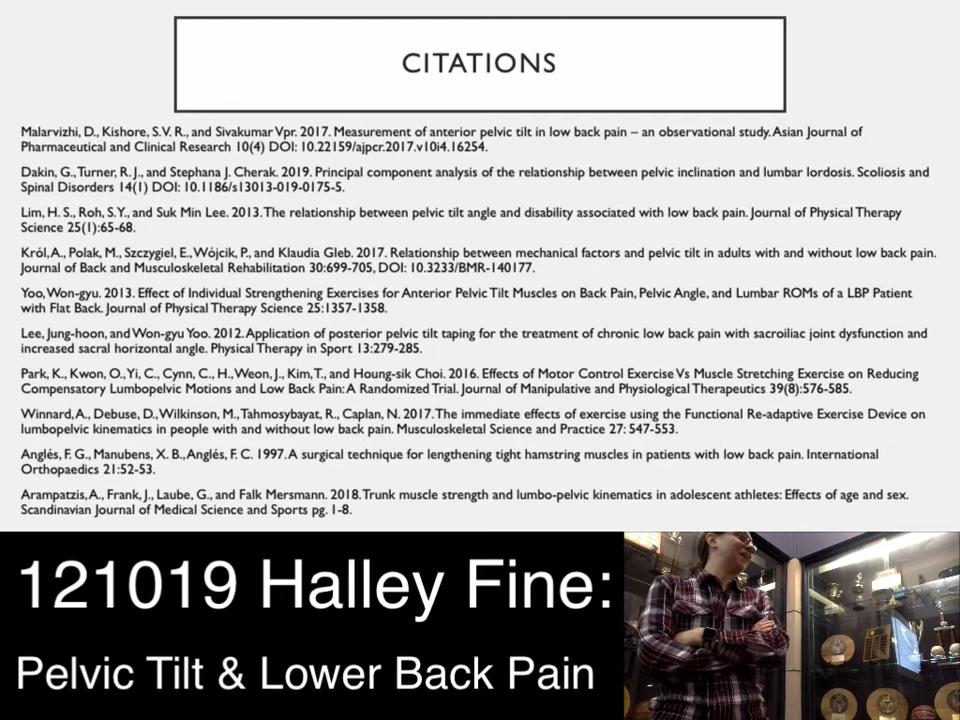 CITATIONS
Malarvizhi, D., Kishore, S.V. R., and Sivakumar Vpr. 2017. Measurement of anterior pelvic tilt in low back pain – an observational study. Asian Journal of
Pharmaceutical and Clinical Research 10(4) DOI: 10.22159/ajpcr.2017.v10i4.16254.
Dakin, G., Turner, R. J., and Stephana J. Cherak. 2019. Principal component analysis of the relationship between pelvic inclination and lumbar lordosis. Scoliosis and
Spinal Disorders 14(1) DOI: 10.1186/s13013-019-0175-5.
Lim, H. S., Roh, S.Y., and Suk Min Lee. 2013. The relationship between pelvic tilt angle and disability associated with low back pain. Journal of Physical Therapy
Science 25(1):65-68.
Król, A., Polak, M., Szczygiel, E., Wójcik, P., and Klaudia Gleb. 2017. Relationship between mechanical factors and pelvic tilt in adults with and without low back pain.
Journal of Back and Musculoskeletal Rehabilitation 30:699-705, DOI: 10.3233/BMR-140177.
Yoo, Won-gyu. 2013. Effect of Individual Strengthening Exercises for Anterior Pelvic Tilt Muscles on Back Pain, Pelvic Angle, and Lumbar ROMs of a LBP Patient
with Flat Back. Journal of Physical Therapy Science 25:1357-1358.
Lee, Jung-hoon, and Won-gyu Yoo. 2012. Application of posterior pelvic tilt taping for the treatment of chronic low back pain with sacroiliac joint dysfunction and
increased sacral horizontal angle. Physical Therapy in Sport 13:279-285.
Park, K., Kwon, O., Yi, C., Cynn, C., H., Weon, J., Kim, T., and Houng-sik Choi. 2016. Effects of Motor Control Exercise Vs Muscle Stretching Exercise on Reducing
Compensatory Lumbopelvic Motions and Low Back Pain: A Randomized Trial. Journal of Manipulative and Physiological Therapeutics 39(8):576-585.
Winnard, A., Debuse, D., Wilkinson, M., Tahmosybayat, R., Caplan, N. 2017. The immediate effects of exercise using the Functional Re-adaptive Exercise Device on
lumbopelvic kinematics in people with and without low back pain. Musculoskeletal Science and Practice 27: 547-553.
Anglés, F. G., Manubens, X. B., Anglés, F. C. 1997. A surgical technique for lengthening tight hamstring muscles in patients with low back pain. International
Orthopaedics 21:52-53.
Arampatzis, A., Frank, J., Laube, G., and Falk Mersmann. 2018. Trunk muscle strength and lumbo-pelvic kinematics in adolescent athletes: Effects of age and sex.
Scandinavian Journal of Medical Science and Sports pg. 1-8.
121019 Halley Fine:
Pelvic Tilt & Lower Back Pain